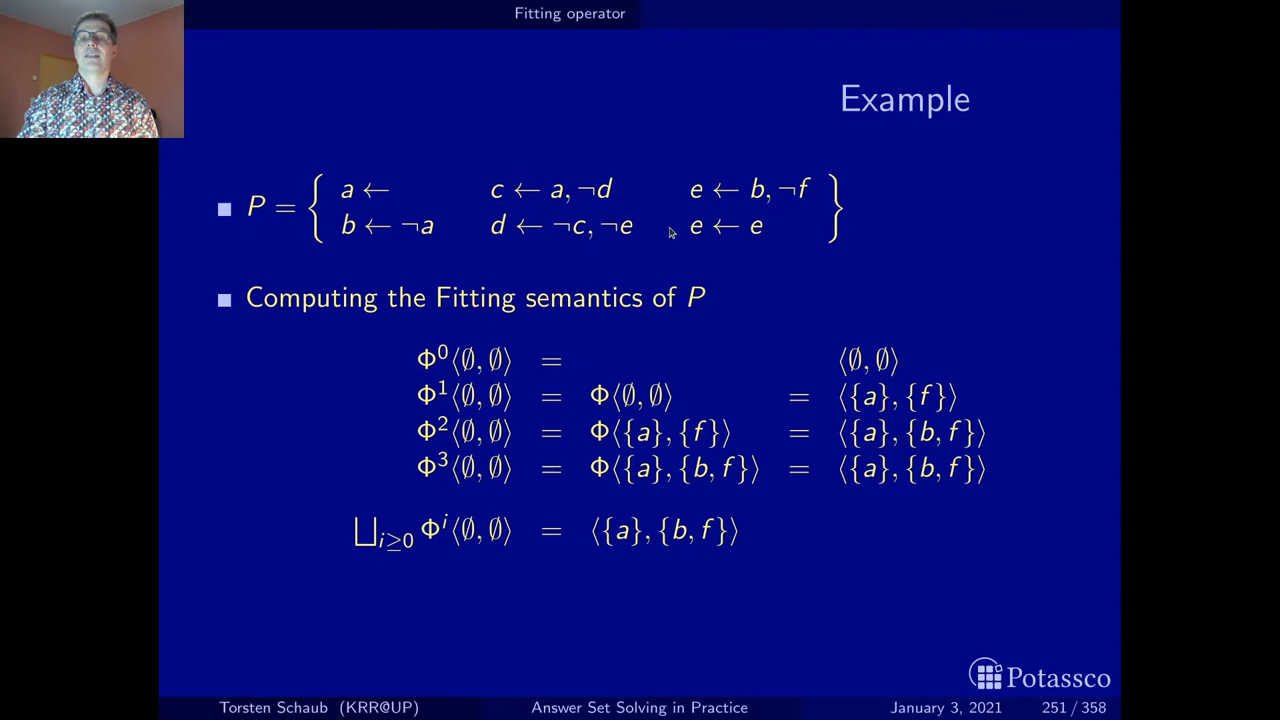 Fitting operator
Example
P = { a ← c ← a, ¬d e ← b, ¬f
b ← ¬a d ← ¬c, ¬e e ← e }
Computing the Fitting semantics of P
Φ⁰⟨∅, ∅⟩ = ⟨∅, ∅⟩
Φ¹⟨∅, ∅⟩ = Φ⟨∅, ∅⟩ = ⟨{a}, {f}⟩
Φ²⟨∅, ∅⟩ = Φ⟨{a}, {f}⟩ = ⟨{a}, {b, f}⟩
Φ³⟨∅, ∅⟩ = Φ⟨{a}, {b, f}⟩ = ⟨{a}, {b, f}⟩
⨆i≥0 Φⁱ⟨∅, ∅⟩ = ⟨{a}, {b, f}⟩
Potassco
Torsten Schaub (KRR@UP) Answer Set Solving in Practice January 3, 2021 251 / 358